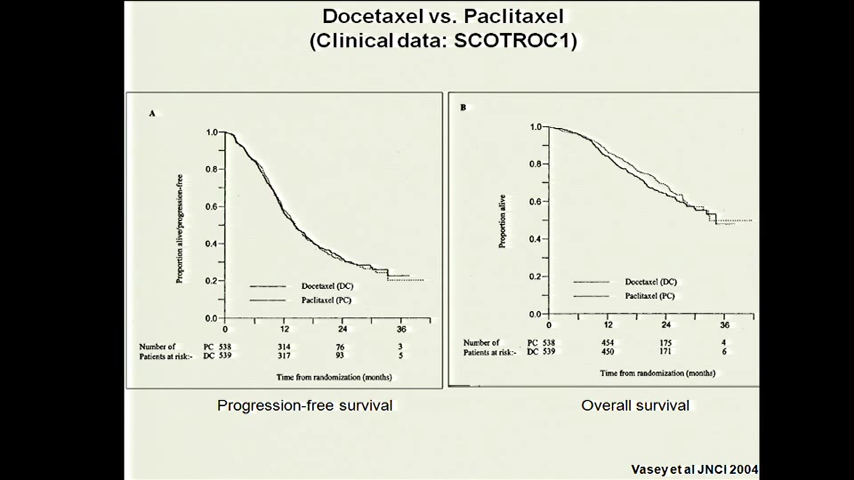 Docetaxel vs. Paclitaxel
(Clinical data: SCOTROC1)
A
Proportion alive/progression-free
1.0
0.8
0.6
0.4
0.2
0.0
Docetaxel (DC)
Paclitaxel (PC)
0 12 24 36
Number of PC 538 314 76 3
Patients at risk:- DC 539 317 93 5
Time from randomization (months)
Progression-free survival
B
Proportion alive
1.0
0.8
0.6
0.4
0.2
0.0
Docetaxel (DC)
Paclitaxel (PC)
0 12 24 36
Number of PC 538 454 175 4
Patients at risk:- DC 539 450 171 6
Time from randomization (months)
Overall survival
Vasey et al JNCI 2004